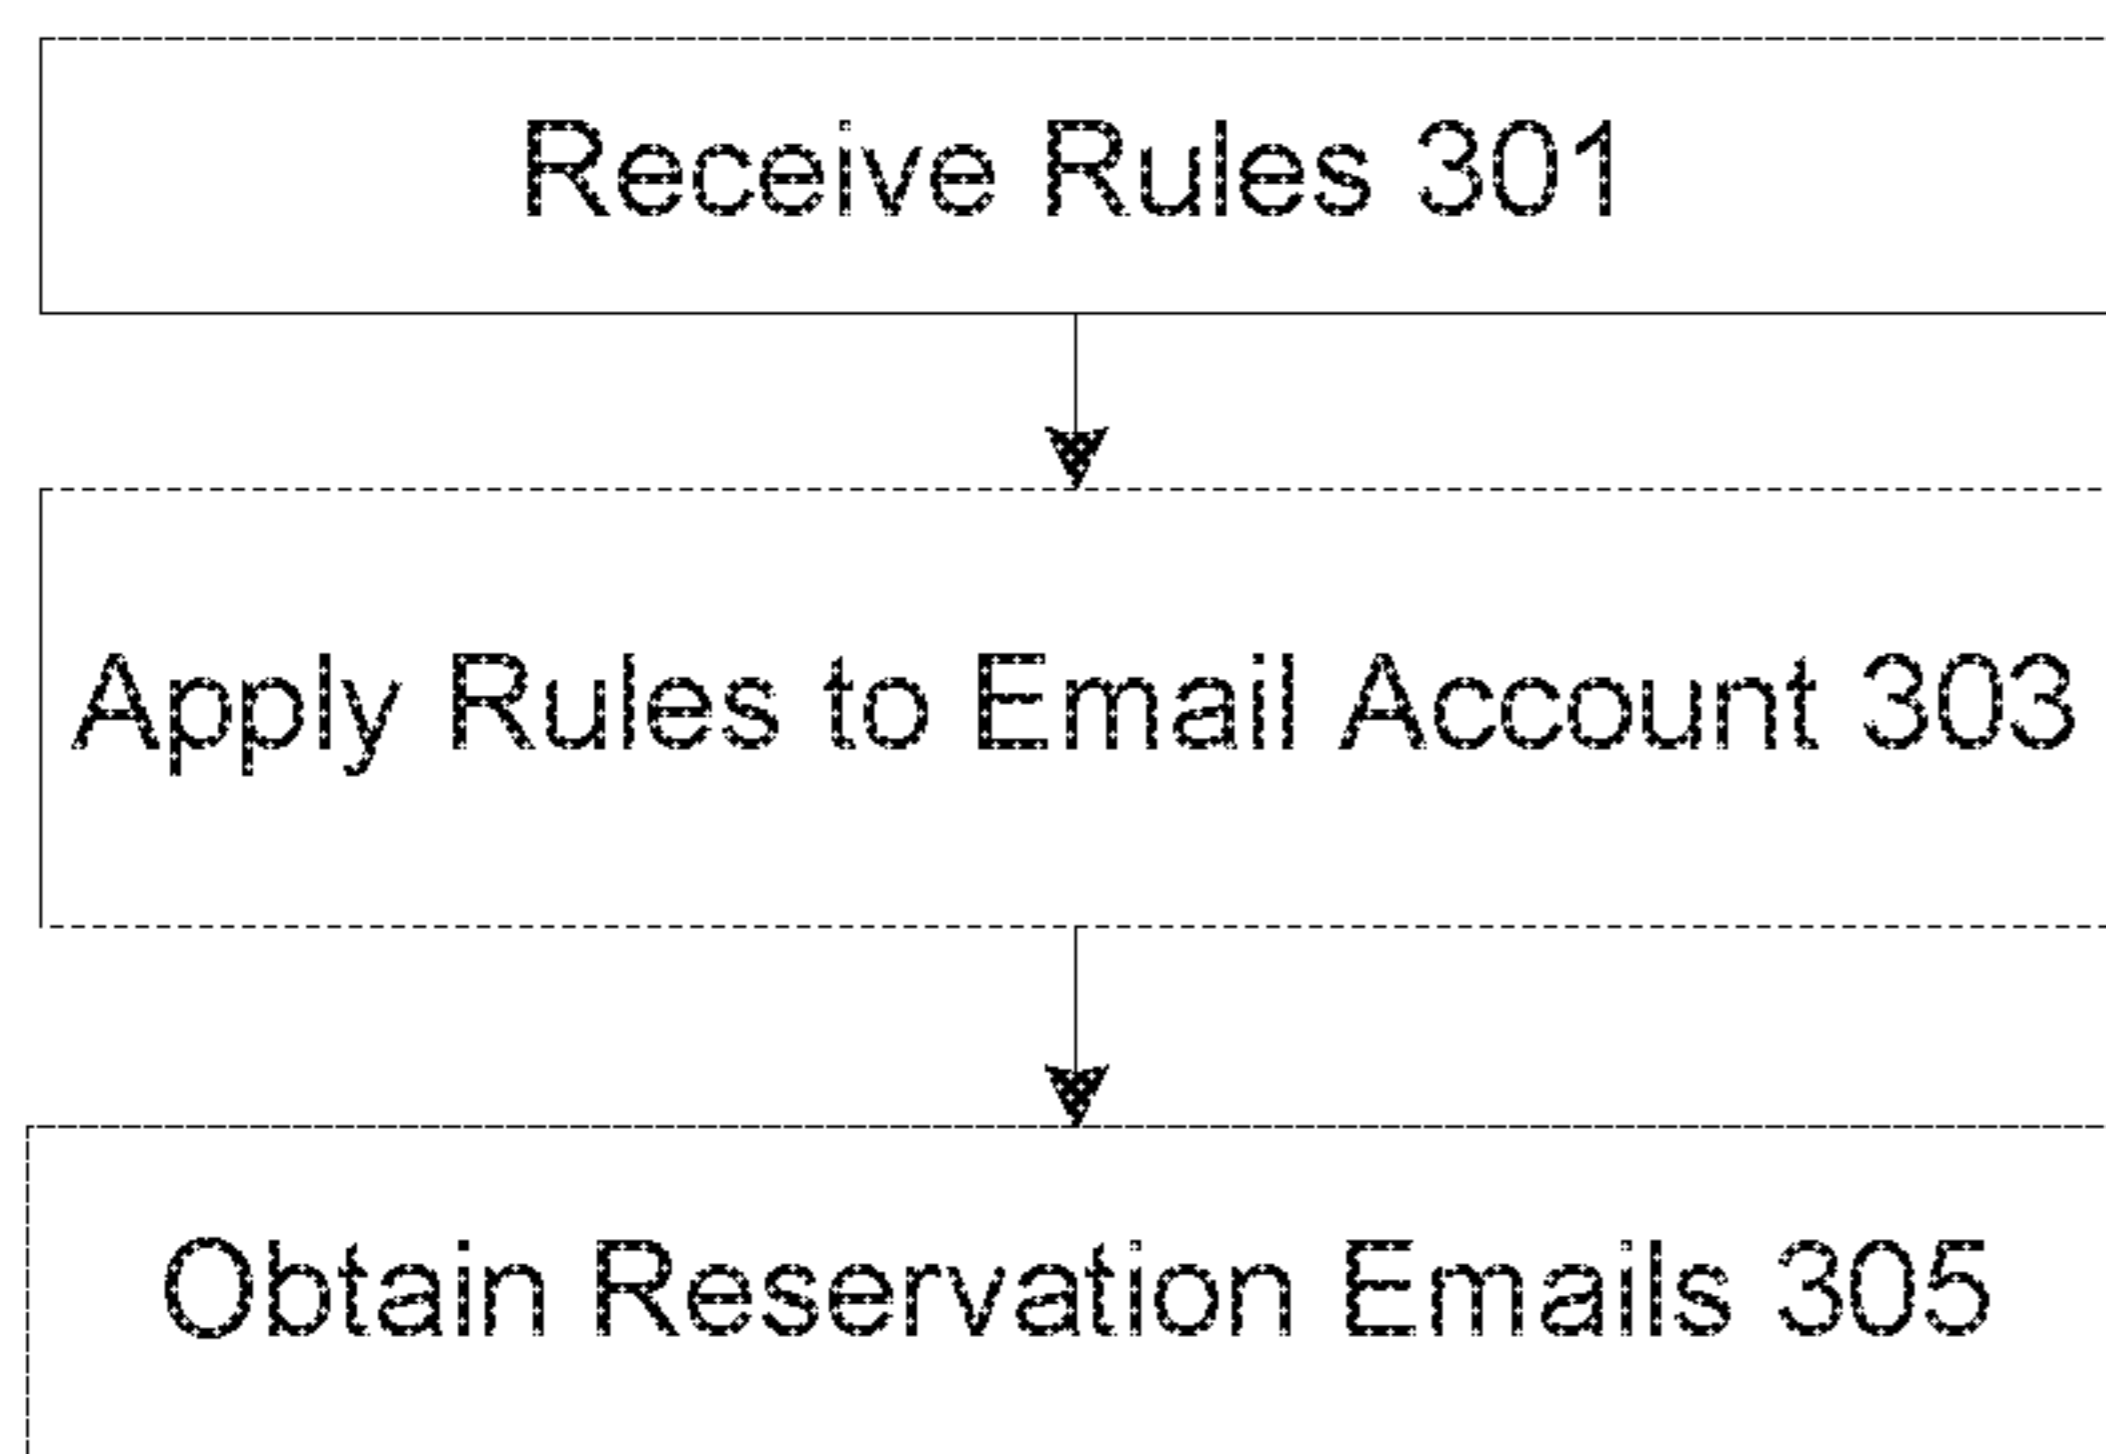 Receive Rules 301
Apply Rules to Email Account 303
Obtain Reservation Emails 305